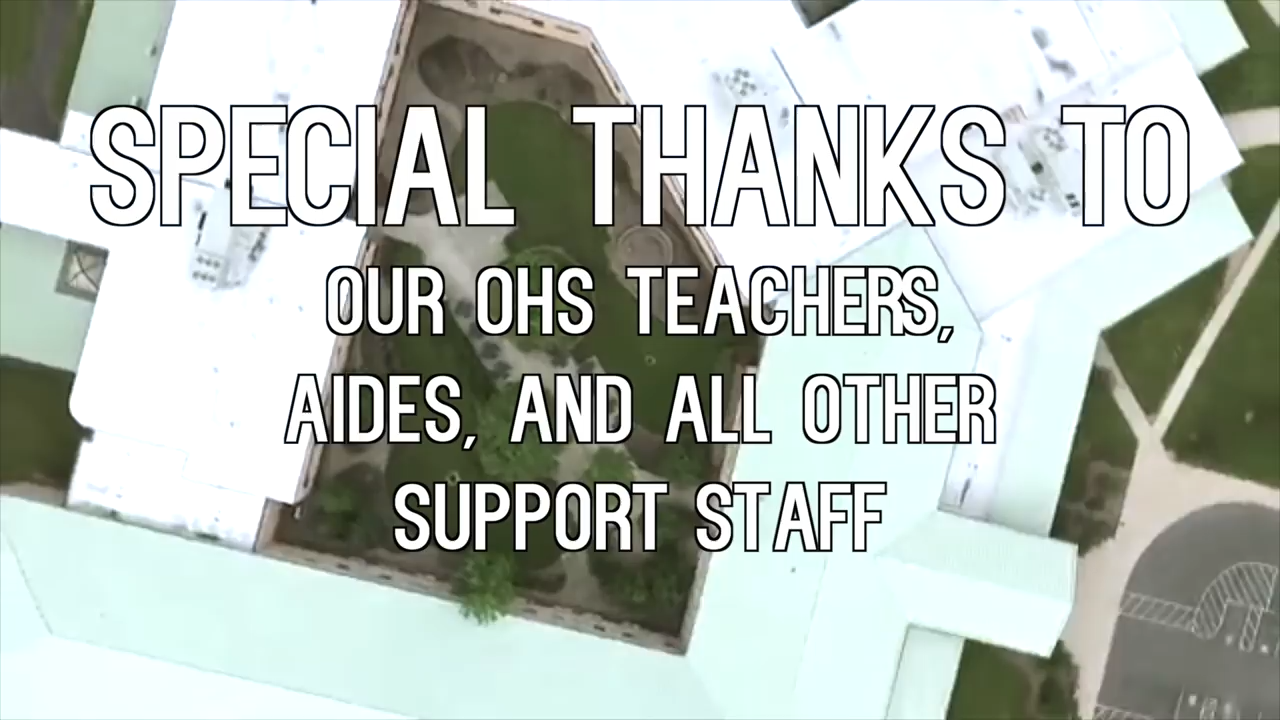 SPECIAL THANKS TO
OUR OHS TEACHERS,
AIDES, AND ALL OTHER
SUPPORT STAFF